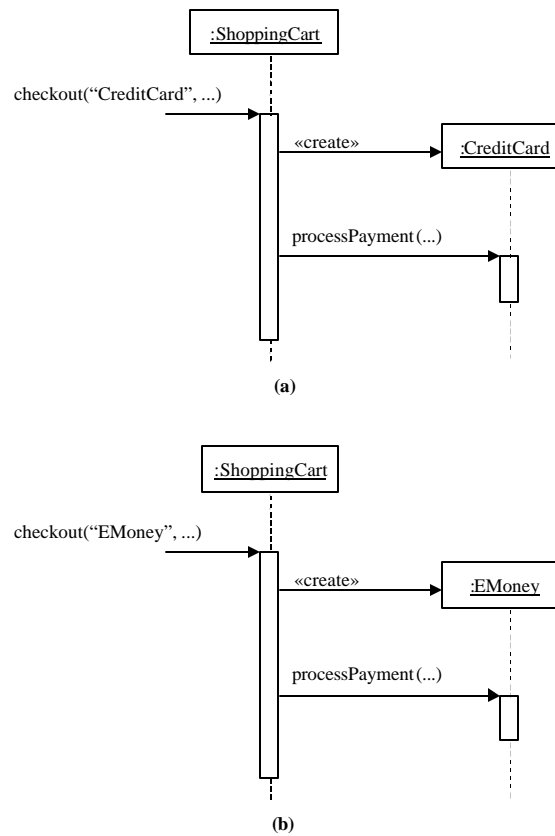 :ShoppingCart
checkout(“CreditCard”, ...)
«create»
:CreditCard
processPayment(...)
(a)
:ShoppingCart
checkout(“EMoney”, ...)
«create»
:EMoney
processPayment(...)
(b)